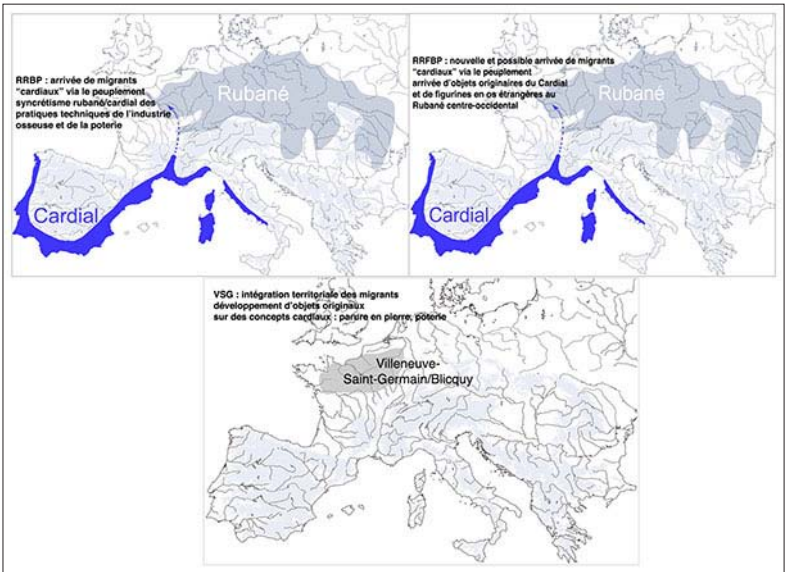 RRBP : arrivée de migrants
"cardiaux" via le peuplement
syncrétisme rubané/cardial des
pratiques techniques de l'industrie
osseuse et de la poterie
Rubané
Cardial
RRFBP : nouvelle et possible arrivée de migrants
"cardiaux" via le peuplement
arrivée d'objets originaires du Cardial
et de figurines en os étrangères au
Rubané centre-occidental
Rubané
Cardial
VSG : intégration territoriale des migrants
développement d'objets originaux
sur des concepts cardiaux : parure en pierre, poterie
Villeneuve-
Saint-Germain/Blicquy